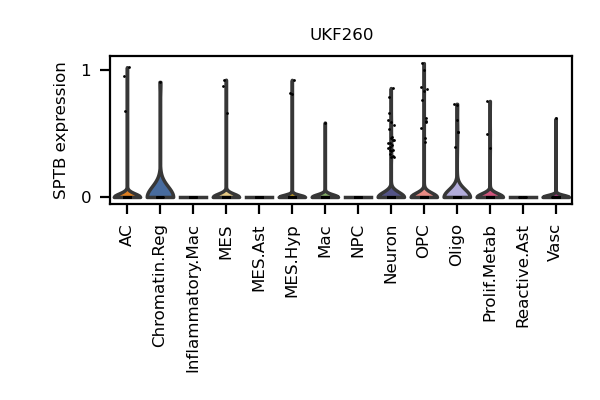 UKF260
SPTB expression
1
0
AC
Chromatin.Reg
Inflammatory.Mac
MES
MES.Ast
MES.Hyp
Mac
NPC
Neuron
OPC
Oligo
Prolif.Metab
Reactive.Ast
Vasc